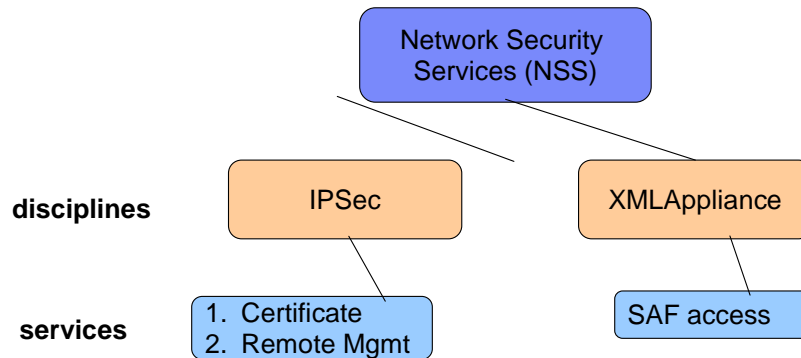 Network Security
Services (NSS)
disciplines
IPSec
XMLAppliance
services
1. Certificate
2. Remote Mgmt
SAF access